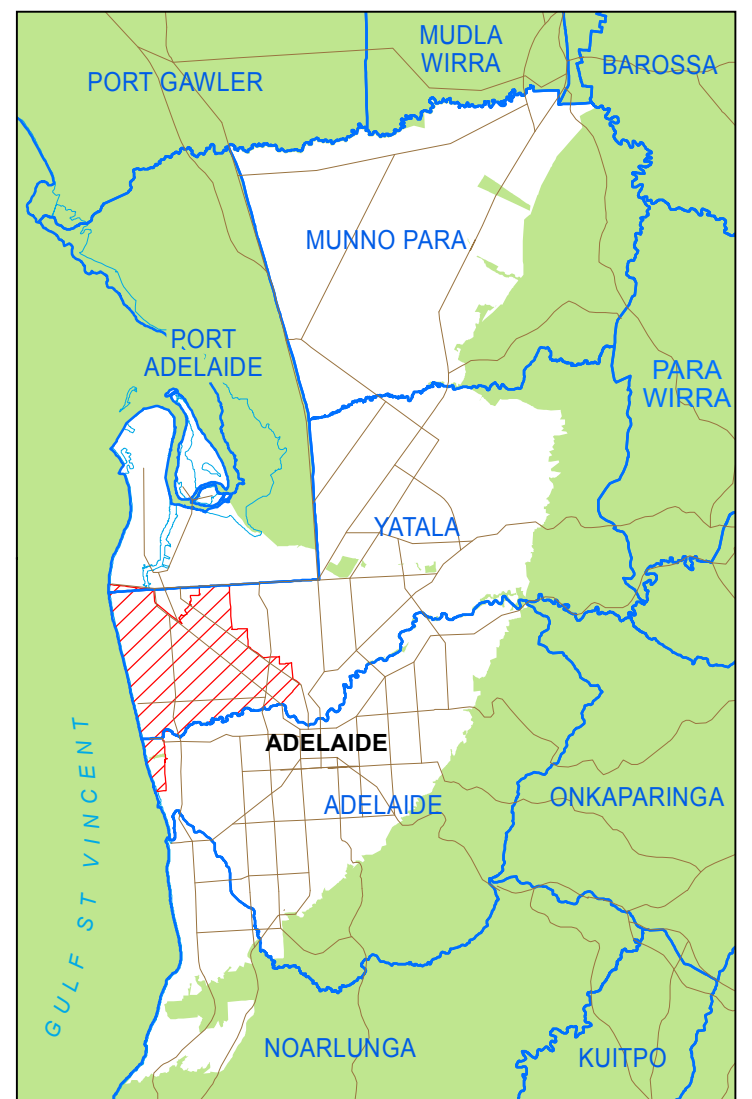 MUDLA
WIRRA
BAROSSA
PORT GAWLER
MUNNO PARA
PORT
ADELAIDE
PARA
WIRRA
YATALA
GULF ST VINCENT
ADELAIDE
ADELAIDE
ONKAPARINGA
NOARLUNGA
KUITPO